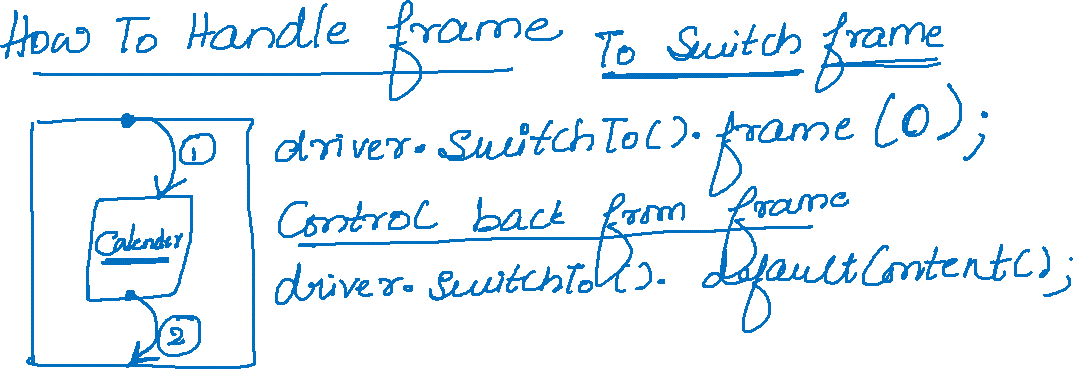 How To Handle frame To Switch frame
driver.switchTo().frame(0);
1
Control back from frame
Calender
driver.switchTo().defaultContent();
2